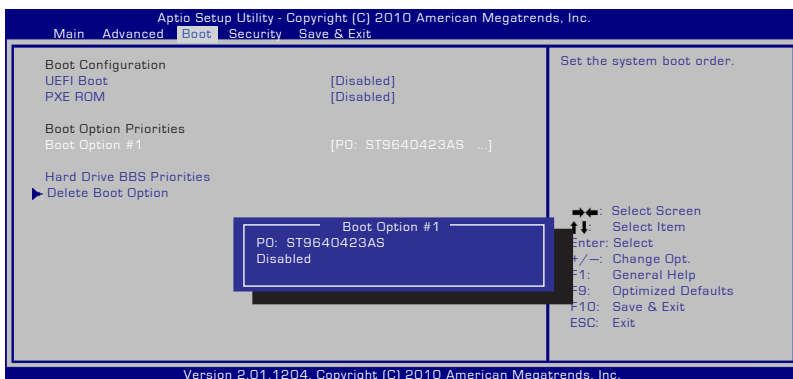 Aptio Setup Utility - Copyright (C) 2010 American Megatrends, Inc.
Main Advanced Boot Security Save & Exit
Boot Configuration
UEFI Boot [Disabled]
PXE ROM [Disabled]
Boot Option Priorities
Boot Option #1 [P0: ST9640423AS ...]
Hard Drive BBS Priorities
Delete Boot Option
Boot Option #1
P0: ST9640423AS
Disabled
Set the system boot order.
→←: Select Screen
↑↓: Select Item
Enter: Select
+/—: Change Opt.
F1: General Help
F9: Optimized Defaults
F10: Save & Exit
ESC: Exit
Version 2.01.1204. Copyright (C) 2010 American Megatrends, Inc.